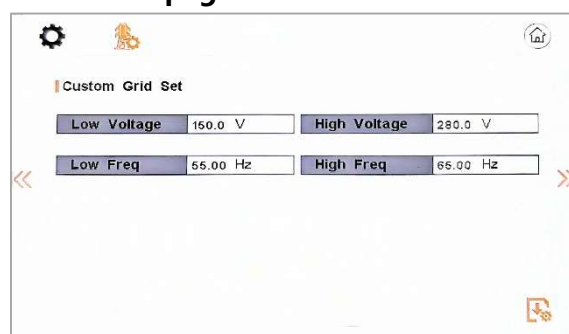 Custom Grid Set
Low Voltage 150.0 V High Voltage 280.0 V
Low Freq 55.00 Hz High Freq 65.00 Hz